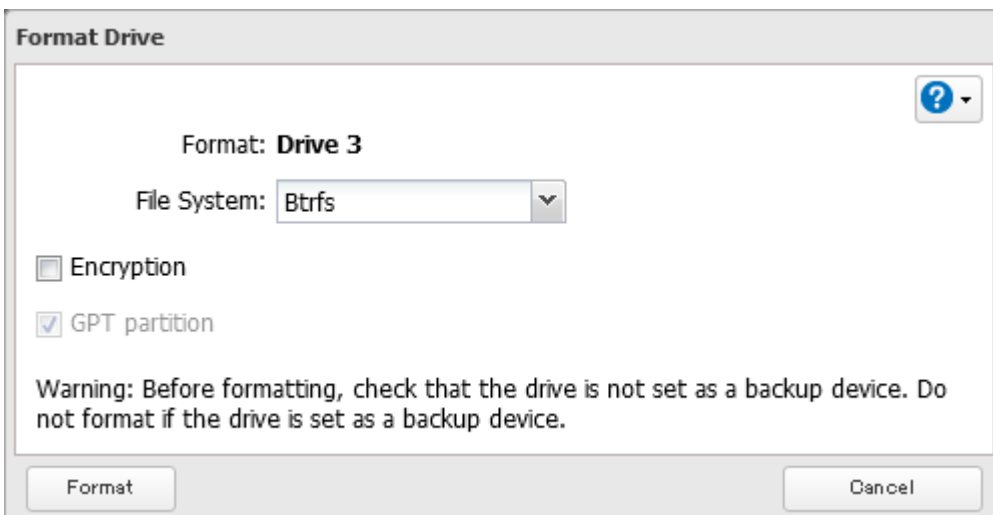 Format Drive
?
Format: Drive 3
File System: Btrfs
Encryption
GPT partition
Warning: Before formatting, check that the drive is not set as a backup device. Do
not format if the drive is set as a backup device.
Format Cancel